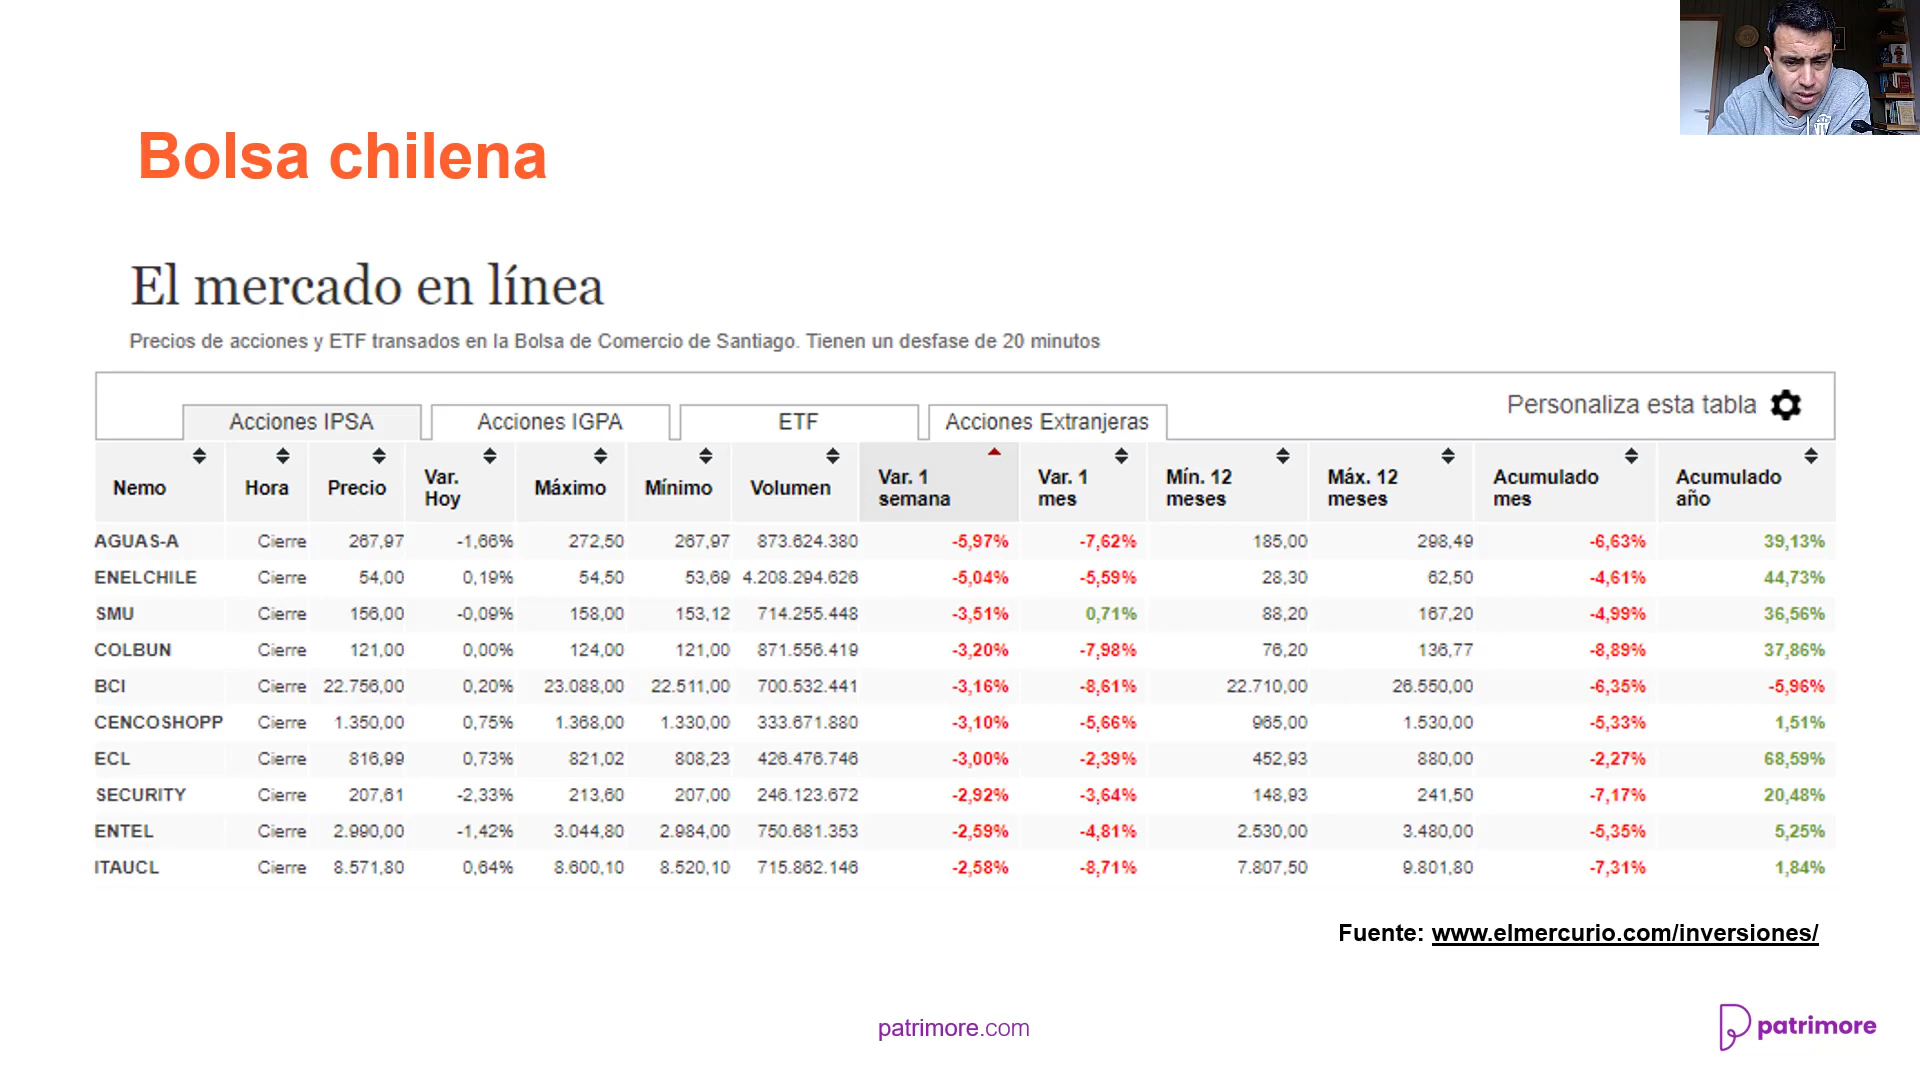 Bolsa chilena
El mercado en línea
Precios de acciones y ETF transados en la Bolsa de Comercio de Santiago. Tienen un desfase de 20 minutos
Acciones IPSA Acciones IGPA ETF Acciones Extranjeras Personaliza esta tabla
Nemo Hora Precio Var. Hoy Máximo Mínimo Volumen Var. 1 semana Var. 1 mes Mín. 12 meses Máx. 12 meses Acumulado mes Acumulado año
AGUAS-A Cierre 267,97 -1,66% 272,50 267,97 873.624.380 -5,97% -7,62% 185,00 298,49 -6,63% 39,13%
ENELCHILE Cierre 54,00 0,19% 54,50 53,69 4.208.294.626 -5,04% -5,59% 28,30 62,50 -4,61% 44,73%
SMU Cierre 156,00 -0,09% 158,00 153,12 714.255.448 -3,51% 0,71% 88,20 167,20 -4,99% 36,56%
COLBUN Cierre 121,00 0,00% 124,00 121,00 871.556.419 -3,20% -7,98% 76,20 136,77 -8,89% 37,86%
BCI Cierre 22.756,00 0,20% 23.088,00 22.511,00 700.532.441 -3,16% -8,61% 22.710,00 26.550,00 -6,35% -5,96%
CENCOSHOPP Cierre 1.350,00 0,75% 1.368,00 1.330,00 333.671.880 -3,10% -5,66% 965,00 1.530,00 -5,33% 1,51%
ECL Cierre 816,99 0,73% 821,02 808,23 426.476.746 -3,00% -2,39% 452,93 880,00 -2,27% 68,59%
SECURITY Cierre 207,61 -2,33% 213,60 207,00 246.123.672 -2,92% -3,64% 148,93 241,50 -7,17% 20,48%
ENTEL Cierre 2.990,00 -1,42% 3.044,80 2.984,00 750.681.353 -2,59% -4,81% 2.530,00 3.480,00 -5,35% 5,25%
ITAUCL Cierre 8.571,80 0,64% 8.600,10 8.520,10 715.862.146 -2,58% -8,71% 7.807,50 9.801,80 -7,31% 1,84%
Fuente: www.elmercurio.com/inversiones/
patrimore.com
patrimore